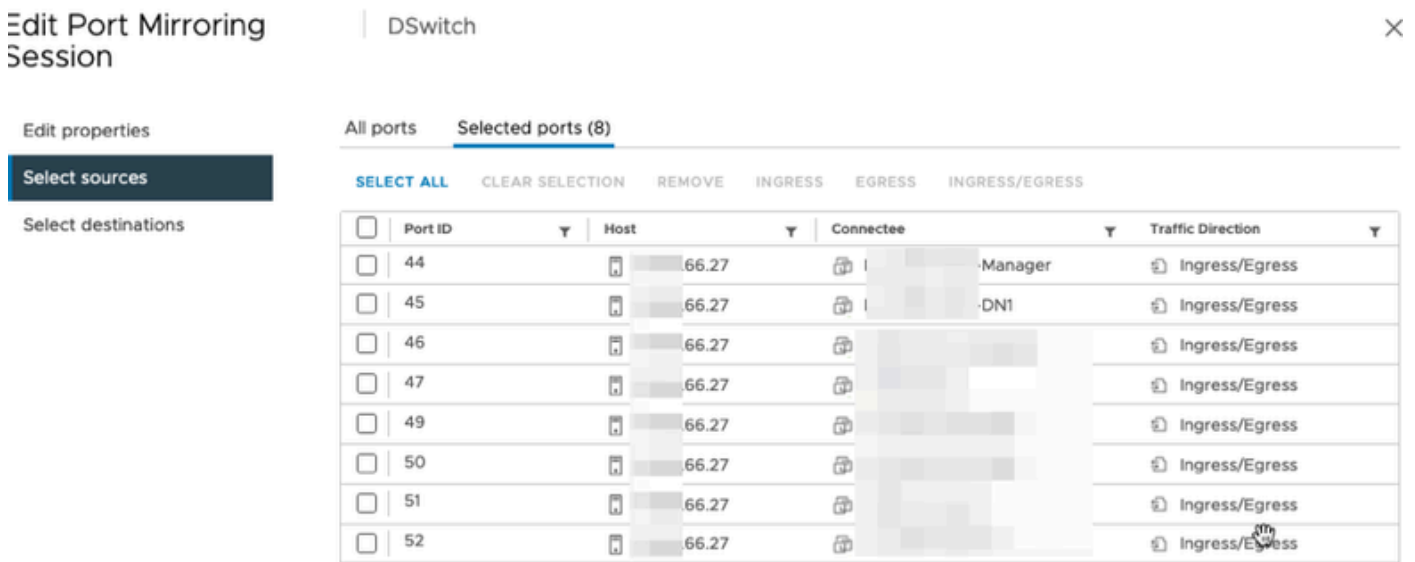 Edit Port Mirroring DSwitch
Session
Edit properties
Select sources
Select destinations
All ports Selected ports (8)
SELECT ALL CLEAR SELECTION REMOVE INGRESS EGRESS INGRESS/EGRESS
Port ID Host Connectee Traffic Direction
44 .66.27 -Manager Ingress/Egress
45 .66.27 -DN1 Ingress/Egress
46 .66.27 Ingress/Egress
47 .66.27 Ingress/Egress
49 .66.27 Ingress/Egress
50 .66.27 Ingress/Egress
51 .66.27 Ingress/Egress
52 .66.27 Ingress/Egress